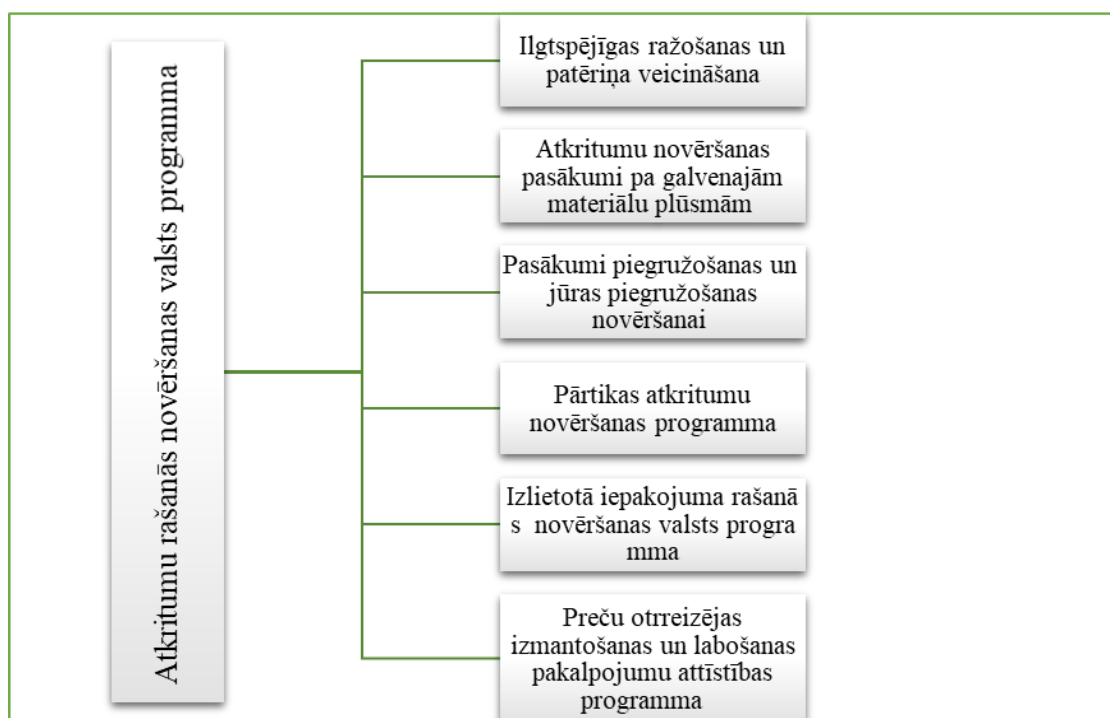 Atkritumu rašanās novēršanas valsts programma
Ilgtspējīgas ražošanas un
patēriņa veicināšana
Atkritumu novēršanas
pasākumi pa galvenajām
materiālu plūsmām
Pasākumi piegružošanas un
jūras piegružošanas
novēršanai
Pārtikas atkritumu
novēršanas programma
Izlietotā iepakojuma rašanā
s novēršanas valsts progra
mma
Preču otrreizējas
izmantošanas un labošanas
pakalpojumu attīstības
programma